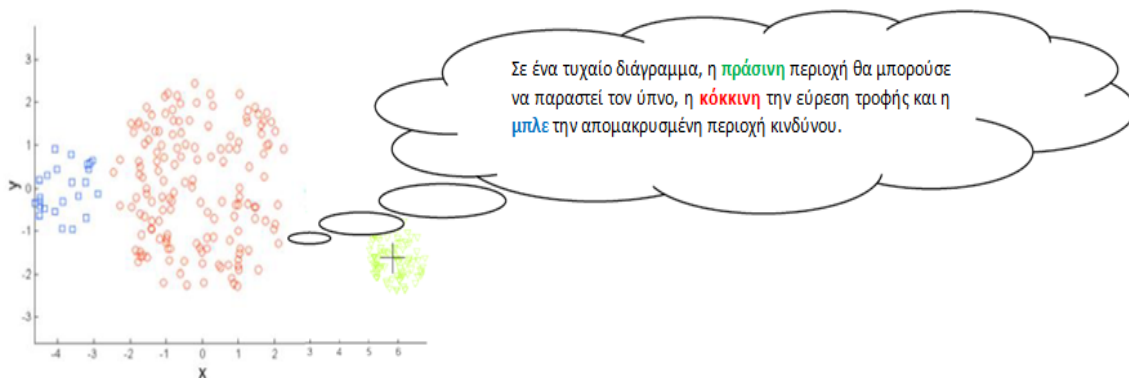 Σε ένα τυχαίο διάγραμμα, η πράσινη περιοχή θα μπορούσε
να παραστεί τον ύπνο, η κόκκινη την εύρεση τροφής και η
μπλε την απομακρυσμένη περιοχή κινδύνου.
3
2
1
0
-1
-2
-3
y
-4 -3 -2 -1 0 1 2 3 4 5 6
x